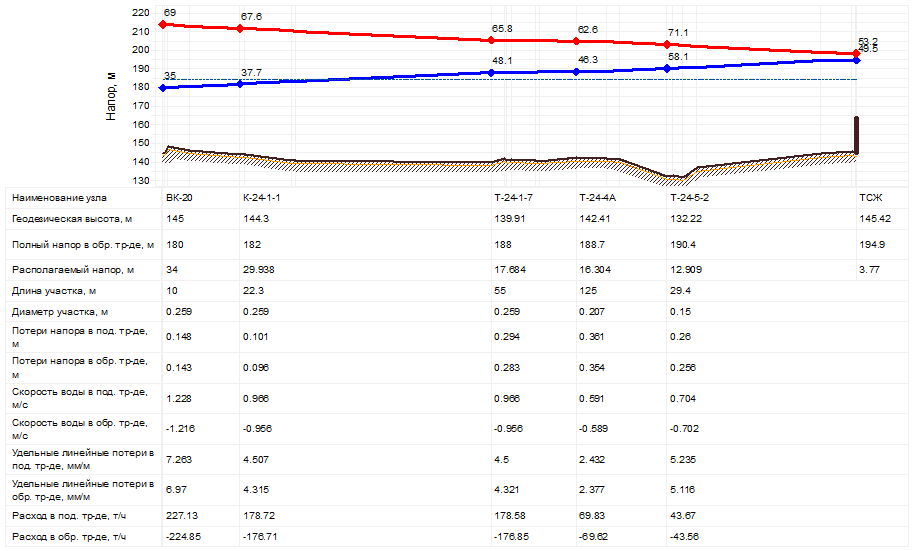 220
210
200
190
180
170
160
150
140
130
Напор, м
69
67.6
65.8
62.6
71.1
53.2
49.5
35
37.7
48.1
46.3
58.1
Наименование узла ВК-20 К-24-1-1 Т-24-1-7 Т-24-4А Т-24-5-2 ТСЖ
Геодезическая высота, м 145 144.3 139.91 142.41 132.22 145.42
Полный напор в обр. тр-де, м 180 182 188 188.7 190.4 194.9
Располагаемый напор, м 34 29.938 17.684 16.304 12.909 3.77
Длина участка, м 10 22.3 55 125 29.4
Диаметр участка, м 0.259 0.259 0.259 0.207 0.15
Потери напора в под. тр-де,
м 0.148 0.101 0.294 0.361 0.26
Потери напора в обр. тр-де,
м 0.143 0.096 0.283 0.354 0.256
Скорость воды в под. тр-де,
м/с 1.228 0.966 0.966 0.591 0.704
Скорость воды в обр. тр-де,
м/с -1.216 -0.956 -0.956 -0.589 -0.702
Удельные линейные потери в
под. тр-де, мм/м 7.263 4.507 4.5 2.432 5.235
Удельные линейные потери в
обр. тр-де, мм/м 6.97 4.315 4.321 2.377 5.116
Расход в под. тр-де, т/ч 227.13 178.72 178.58 69.83 43.67
Расход в обр. тр-де, т/ч -224.85 -176.71 -176.85 -69.62 -43.56